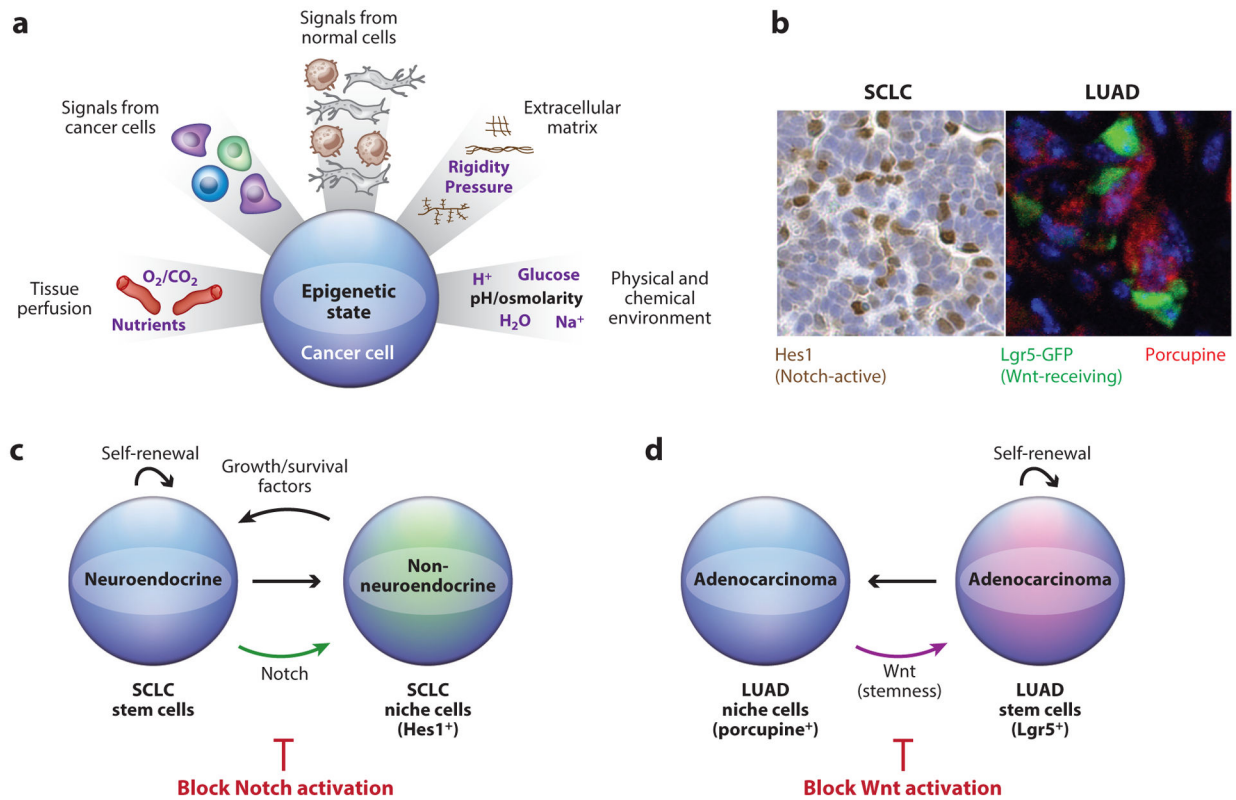 a
Signals from
normal cells
Signals from
cancer cells
Extracellular
matrix
Rigidity
Pressure
Tissue
perfusion
O₂/CO₂
Nutrients
Epigenetic
state
Cancer cell
H⁺
Glucose
pH/osmolarity
H₂O
Na⁺
Physical and
chemical
environment
b
SCLC
LUAD
Hes1
(Notch-active)
Lgr5-GFP
(Wnt-receiving)
Porcupine
c
Self-renewal
Growth/survival
factors
Neuroendocrine
Non-
neuroendocrine
Notch
SCLC
stem cells
SCLC
niche cells
(Hes1⁺)
Block Notch activation
d
Self-renewal
Adenocarcinoma
Adenocarcinoma
Wnt
(stemness)
LUAD
niche cells
(porcupine⁺)
LUAD
stem cells
(Lgr5⁺)
Block Wnt activation